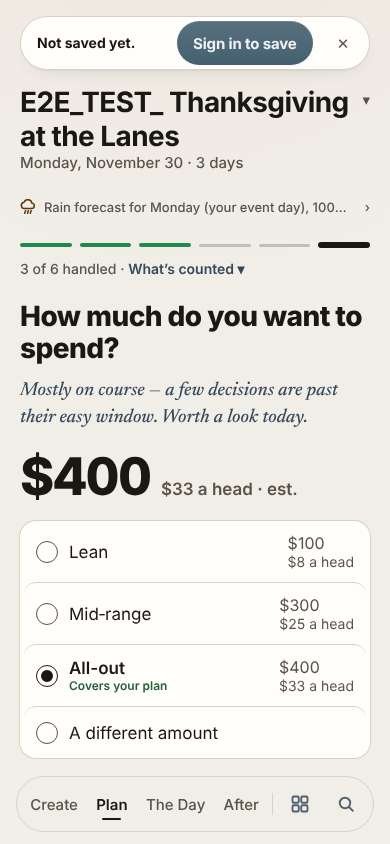 Not saved yet.
Sign in to save
×
E2E_TEST_ Thanksgiving ▾
at the Lanes
Monday, November 30 · 3 days
Rain forecast for Monday (your event day), 100... ›
3 of 6 handled · What's counted ▾
How much do you want to
spend?
Mostly on course — a few decisions are past
their easy window. Worth a look today.
$400 $33 a head · est.
Lean
$100
$8 a head
Mid-range
$300
$25 a head
All-out
Covers your plan
$400
$33 a head
A different amount
Create Plan The Day After